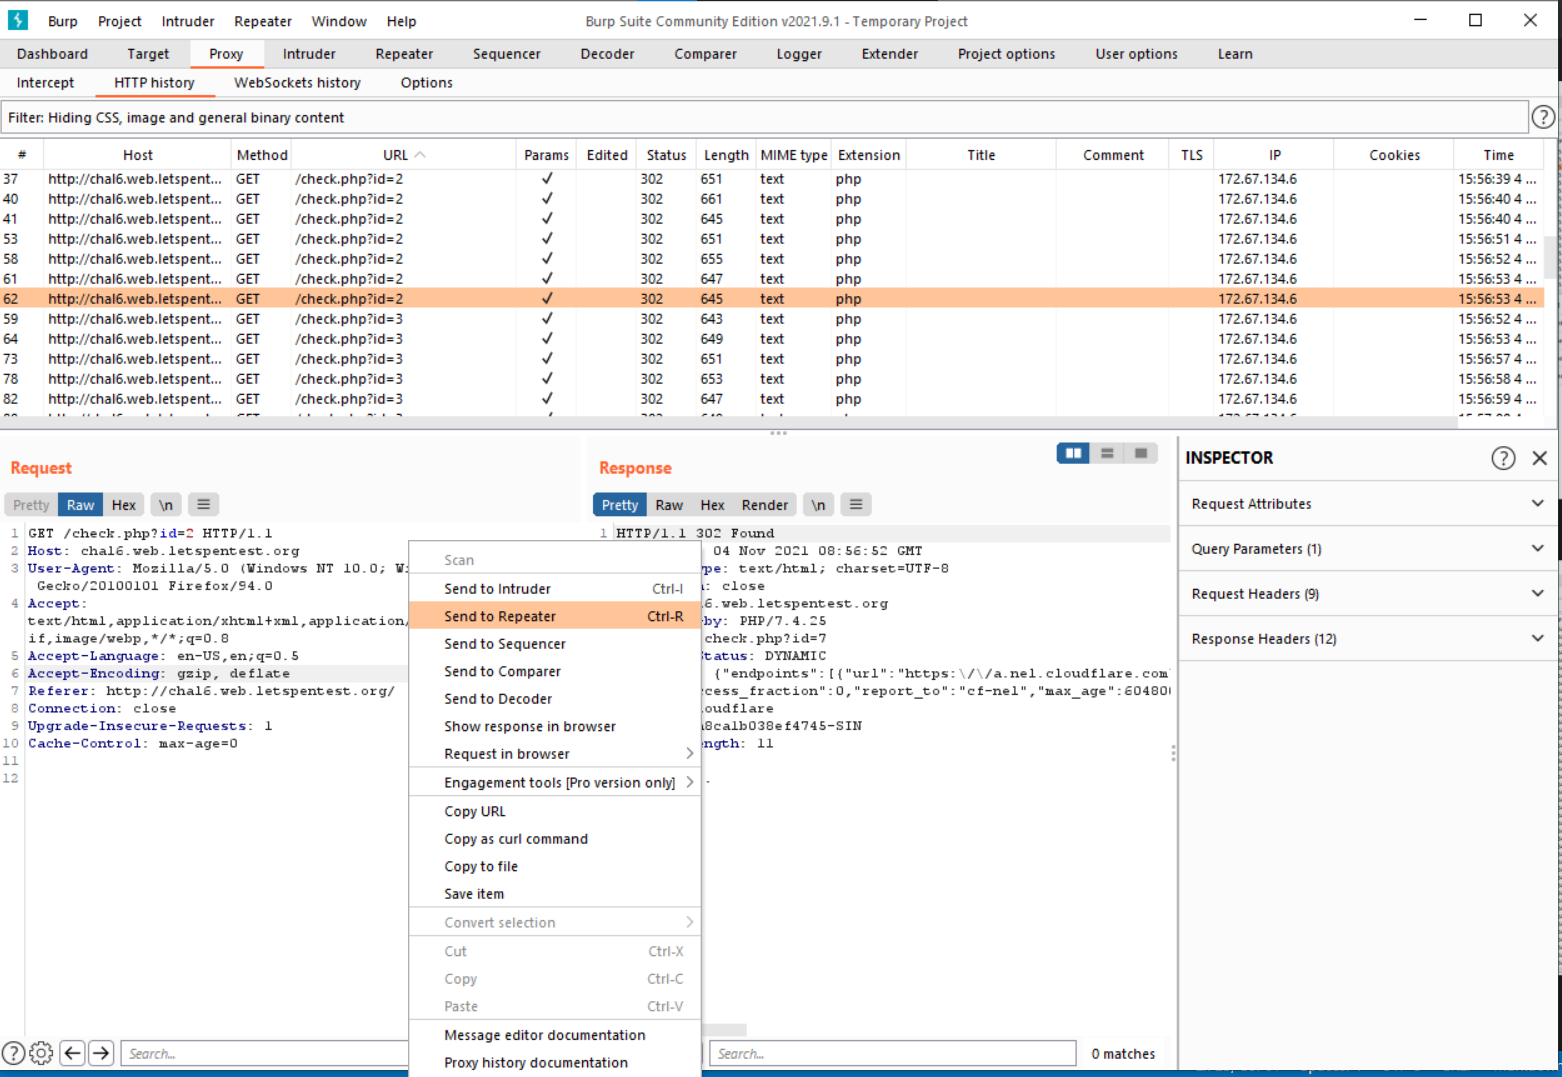 Burp Project Intruder Repeater Window Help Burp Suite Community Edition v2021.9.1 - Temporary Project
Dashboard Target Proxy Intruder Repeater Sequencer Decoder Comparer Logger Extender Project options User options Learn
Intercept HTTP history WebSockets history Options
Filter: Hiding CSS, image and general binary content ?
# Host Method URL Params Edited Status Length MIME type Extension Title Comment TLS IP Cookies Time
37 http://chal6.web.letspent... GET /check.php?id=2 ✓ 302 651 text php 172.67.134.6 15:56:39 4 ...
40 http://chal6.web.letspent... GET /check.php?id=2 ✓ 302 661 text php 172.67.134.6 15:56:40 4 ...
41 http://chal6.web.letspent... GET /check.php?id=2 ✓ 302 645 text php 172.67.134.6 15:56:40 4 ...
53 http://chal6.web.letspent... GET /check.php?id=2 ✓ 302 651 text php 172.67.134.6 15:56:51 4 ...
58 http://chal6.web.letspent... GET /check.php?id=2 ✓ 302 655 text php 172.67.134.6 15:56:52 4 ...
61 http://chal6.web.letspent... GET /check.php?id=2 ✓ 302 647 text php 172.67.134.6 15:56:53 4 ...
62 http://chal6.web.letspent... GET /check.php?id=2 ✓ 302 645 text php 172.67.134.6 15:56:53 4 ...
59 http://chal6.web.letspent... GET /check.php?id=3 ✓ 302 643 text php 172.67.134.6 15:56:52 4 ...
64 http://chal6.web.letspent... GET /check.php?id=3 ✓ 302 649 text php 172.67.134.6 15:56:53 4 ...
73 http://chal6.web.letspent... GET /check.php?id=3 ✓ 302 651 text php 172.67.134.6 15:56:57 4 ...
78 http://chal6.web.letspent... GET /check.php?id=3 ✓ 302 653 text php 172.67.134.6 15:56:58 4 ...
82 http://chal6.web.letspent... GET /check.php?id=3 ✓ 302 647 text php 172.67.134.6 15:56:59 4 ...
Request
Pretty Raw Hex \n
1 GET /check.php?id=2 HTTP/1.1
2 Host: chal6.web.letspentest.org
3 User-Agent: Mozilla/5.0 (Windows NT 10.0; Wi
Gecko/20100101 Firefox/94.0
4 Accept:
text/html,application/xhtml+xml,application/
if,image/webp,*/*;q=0.8
5 Accept-Language: en-US,en;q=0.5
6 Accept-Encoding: gzip, deflate
7 Referer: http://chal6.web.letspentest.org/
8 Connection: close
9 Upgrade-Insecure-Requests: 1
10 Cache-Control: max-age=0
11
12
Scan
Send to Intruder Ctrl-I
Send to Repeater Ctrl-R
Send to Sequencer
Send to Comparer
Send to Decoder
Show response in browser
Request in browser
Engagement tools [Pro version only]
Copy URL
Copy as curl command
Copy to file
Save item
Convert selection
Cut Ctrl-X
Copy Ctrl-C
Paste Ctrl-V
Message editor documentation
Proxy history documentation
Response
Pretty Raw Hex Render \n
1 HTTP/1.1 302 Found
04 Nov 2021 08:56:52 GMT
pe: text/html; charset=UTF-8
: close
6.web.letspentest.org
by: PHP/7.4.25
check.php?id=7
Status: DYNAMIC
{"endpoints":[{"url":"https:\/\/a.nel.cloudflare.com
ccess_fraction":0,"report_to":"cf-nel","max_age":60480
oudflare
8ca1b038ef4745-SIN
ngth: 11
INSPECTOR ?
Request Attributes
Query Parameters (1)
Request Headers (9)
Response Headers (12)
? Search... Search... 0 matches